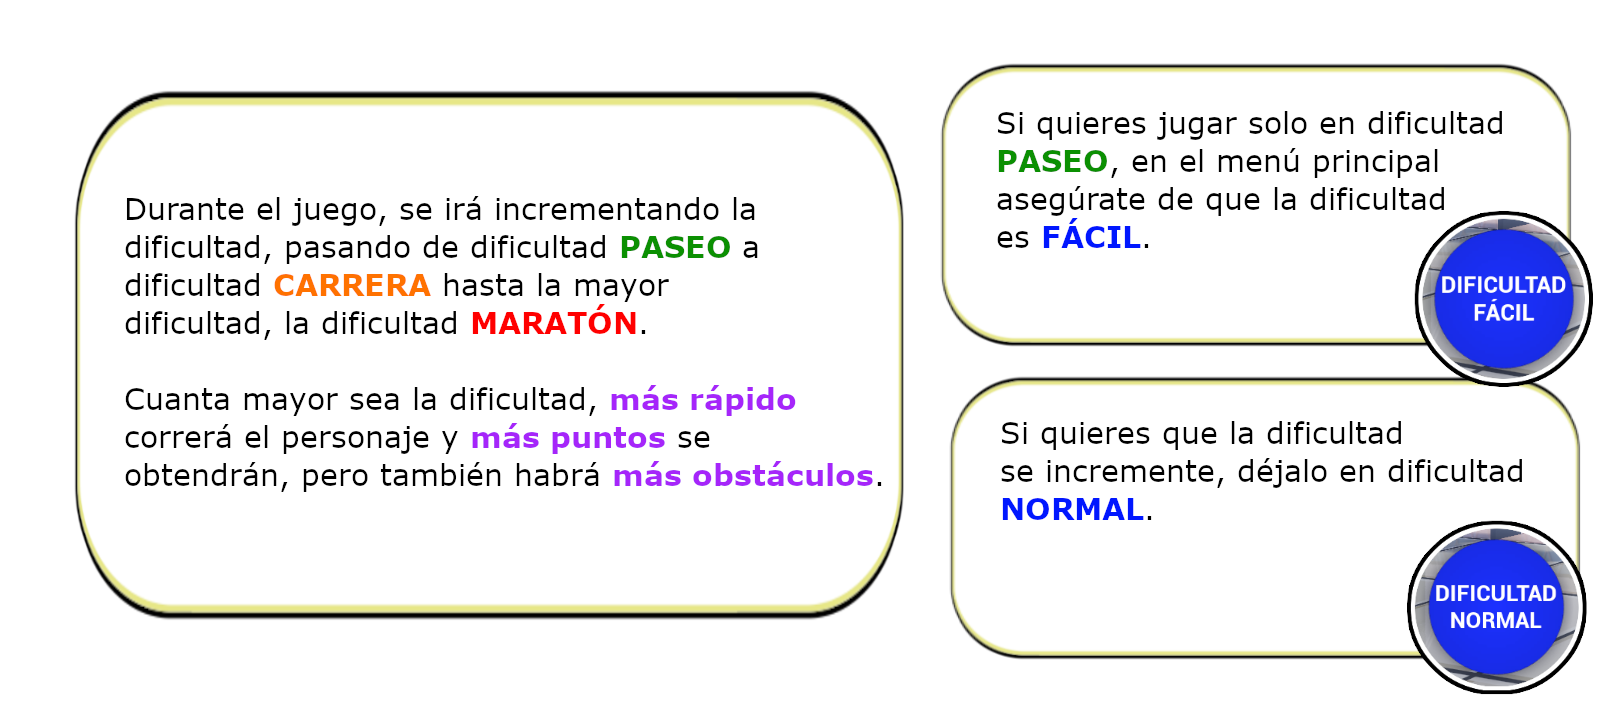 Durante el juego, se irá incrementando la
dificultad, pasando de dificultad PASEO a
dificultad CARRERA hasta la mayor
dificultad, la dificultad MARATÓN.
Cuanta mayor sea la dificultad, más rápido
correrá el personaje y más puntos se
obtendrán, pero también habrá más obstáculos.
Si quieres jugar solo en dificultad
PASEO, en el menú principal
asegúrate de que la dificultad
es FÁCIL.
DIFICULTAD
FÁCIL
Si quieres que la dificultad
se incremente, déjalo en dificultad
NORMAL.
DIFICULTAD
NORMAL